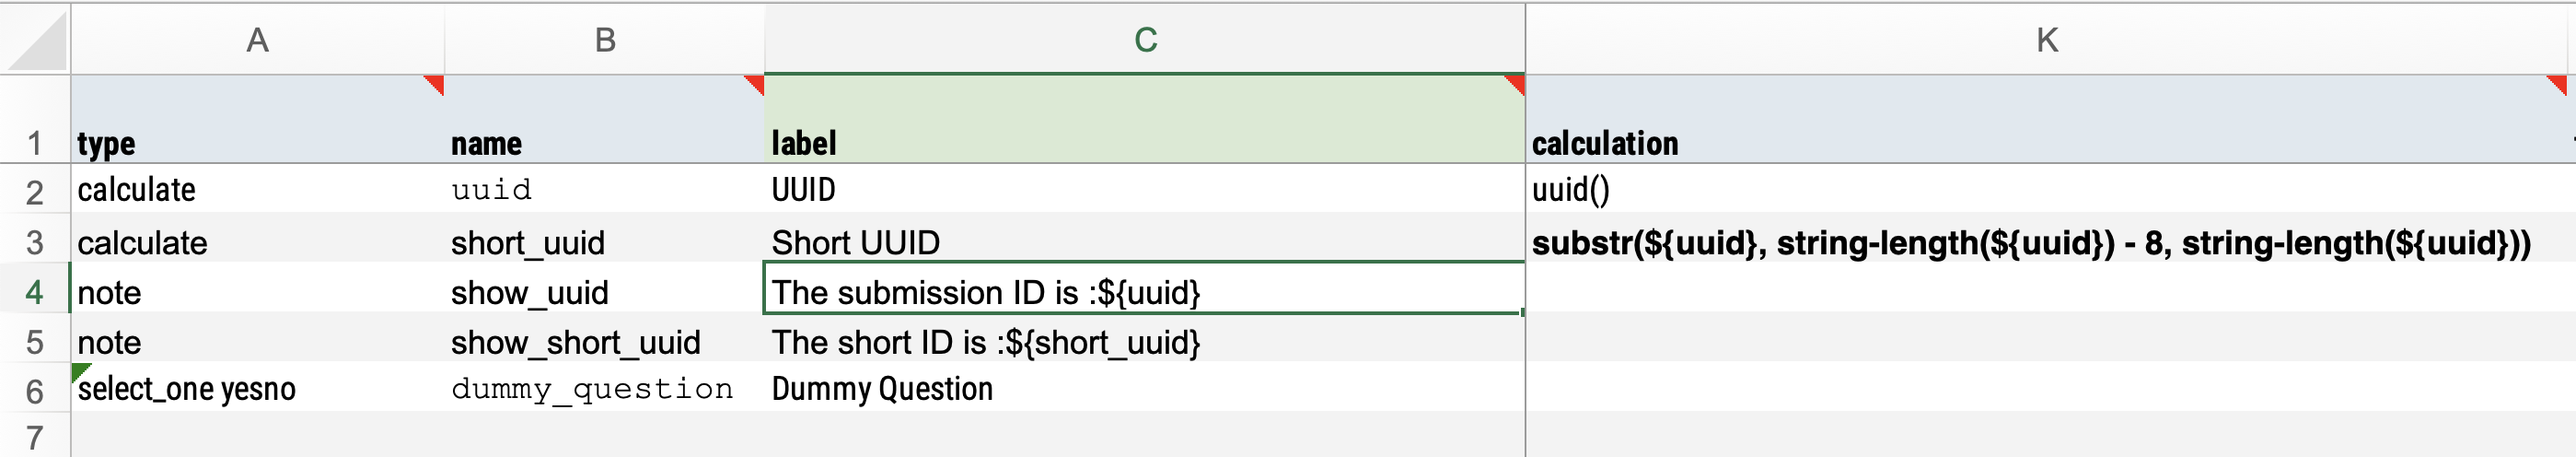 A B C K
1 type name label calculation
2 calculate uuid UUID uuid()
3 calculate short_uuid Short UUID substr(${uuid}, string-length(${uuid}) - 8, string-length(${uuid}))
4 note show_uuid The submission ID is :${uuid}
5 note show_short_uuid The short ID is :${short_uuid}
6 select_one yesno dummy_question Dummy Question
7